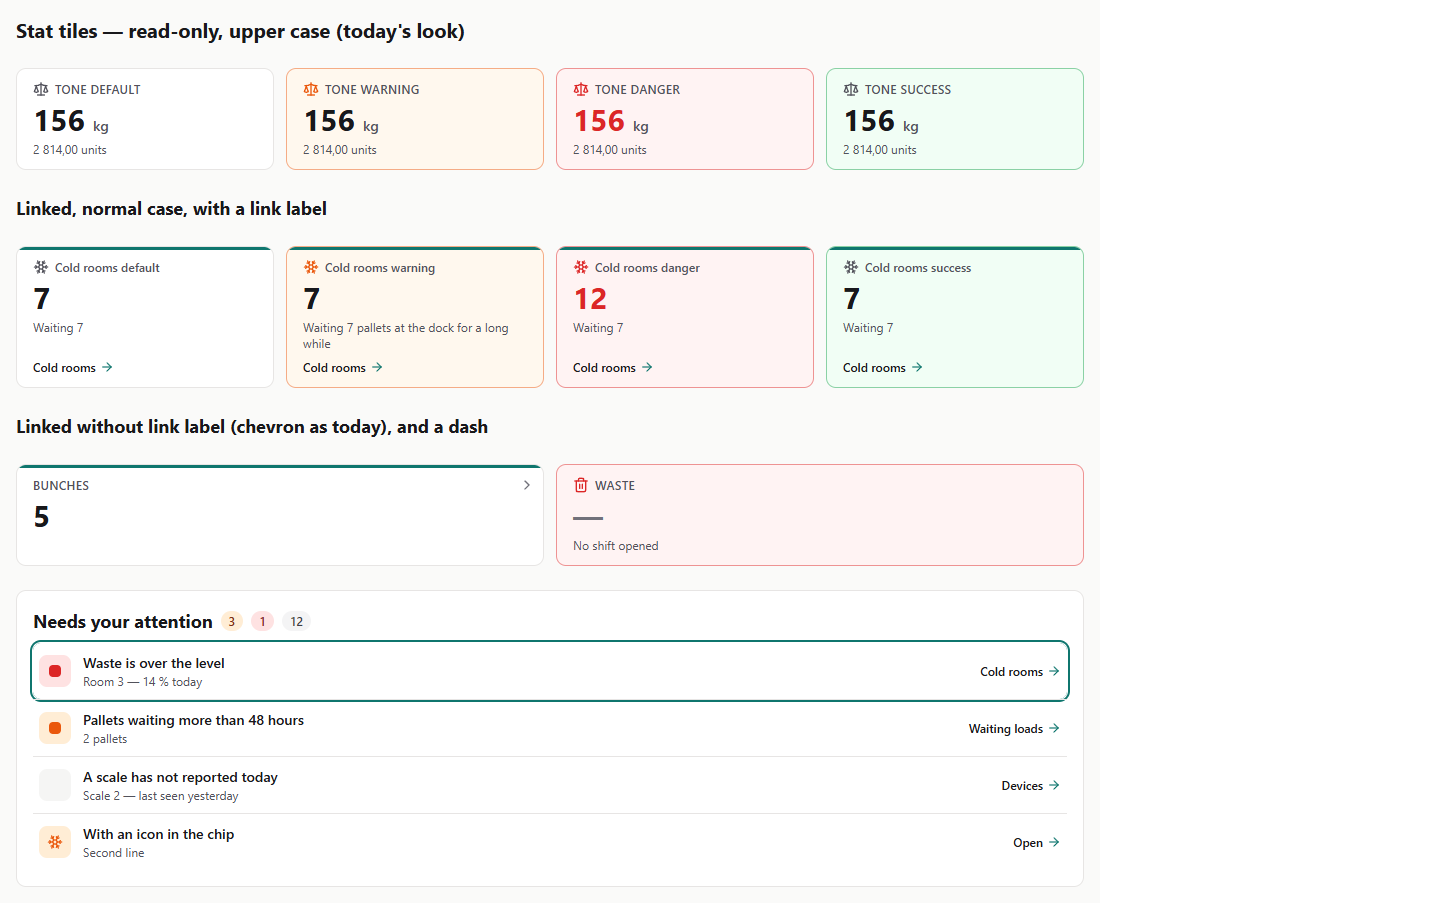 Stat tiles — read-only, upper case (today's look)
TONE DEFAULT
156 kg
2 814,00 units
TONE WARNING
156 kg
2 814,00 units
TONE DANGER
156 kg
2 814,00 units
TONE SUCCESS
156 kg
2 814,00 units
Linked, normal case, with a link label
Cold rooms default
7
Waiting 7
Cold rooms →
Cold rooms warning
7
Waiting 7 pallets at the dock for a long
while
Cold rooms →
Cold rooms danger
12
Waiting 7
Cold rooms →
Cold rooms success
7
Waiting 7
Cold rooms →
Linked without link label (chevron as today), and a dash
BUNCHES
5
WASTE
—
No shift opened
Needs your attention 3 1 12
Waste is over the level
Room 3 — 14 % today
Cold rooms →
Pallets waiting more than 48 hours
2 pallets
Waiting loads →
A scale has not reported today
Scale 2 — last seen yesterday
Devices →
With an icon in the chip
Second line
Open →